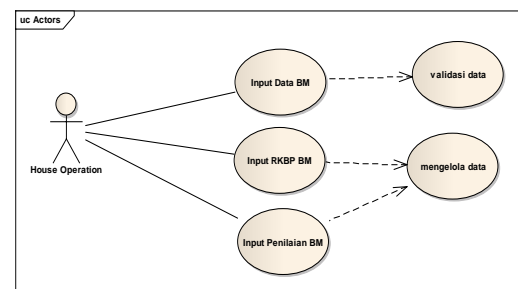 uc Actors
Input Data BM
validasi data
House Operation
Input RKBP BM
mengelola data
Input Penilaian BM